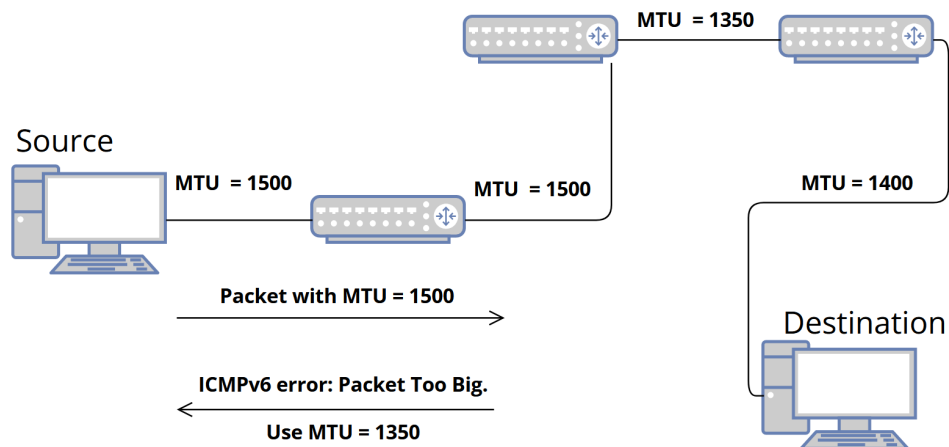 MTU  = 1350
Source
MTU  = 1500
MTU  = 1500
MTU = 1400
Packet with MTU = 1500
Destination
ICMPv6 error: Packet Too Big.
Use MTU = 1350